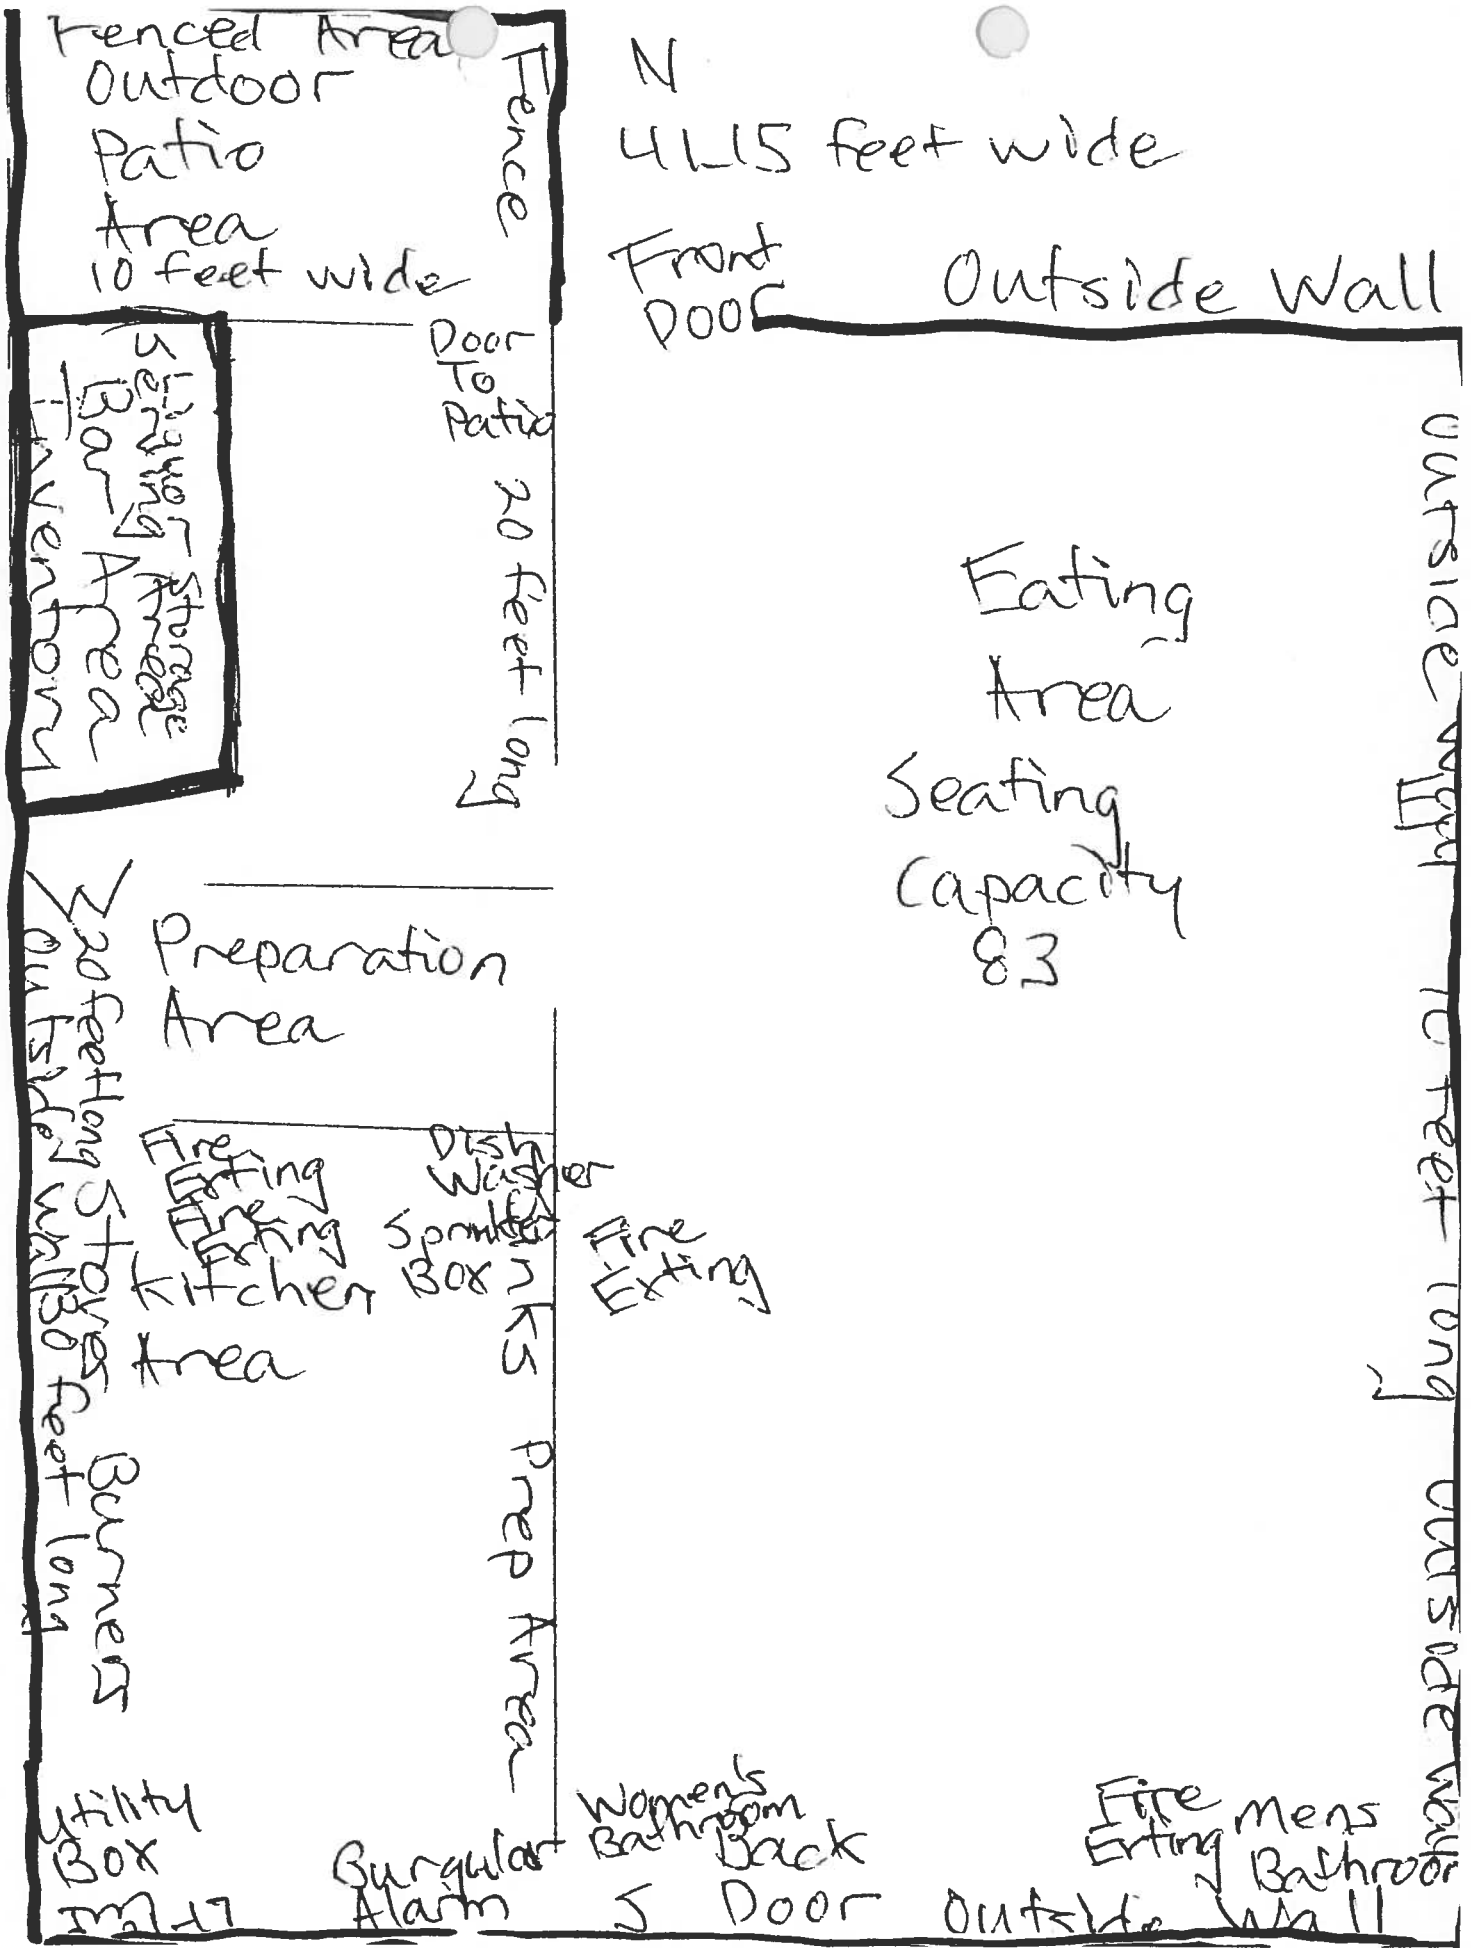 Fenced Area
Outdoor
Patio
Area
10 feet wide
Fence
N
41.15 feet wide
Front
Door
Outside Wall
Door
To
Patio
20 feet long
Liquor Storage
Serving Area
Bar Area
Inventory
Eating
Area
Seating
Capacity
83
Outside Wall
70 feet long
Outside Wall
E
W
Preparation
Area
20 feet long Stoves Burners
Outside Wall 80 feet long
Fire
Exting
Fire
Exting
Kitchen
Area
Dish
Washer
Sprinkler
Box
Sinks Prep Area
Fire
Exting
Utility
Box
Burgular
Alarm
S
Women's
Bathroom
Back
Door
Fire
Exting
Mens
Bathroom
Outside Wall